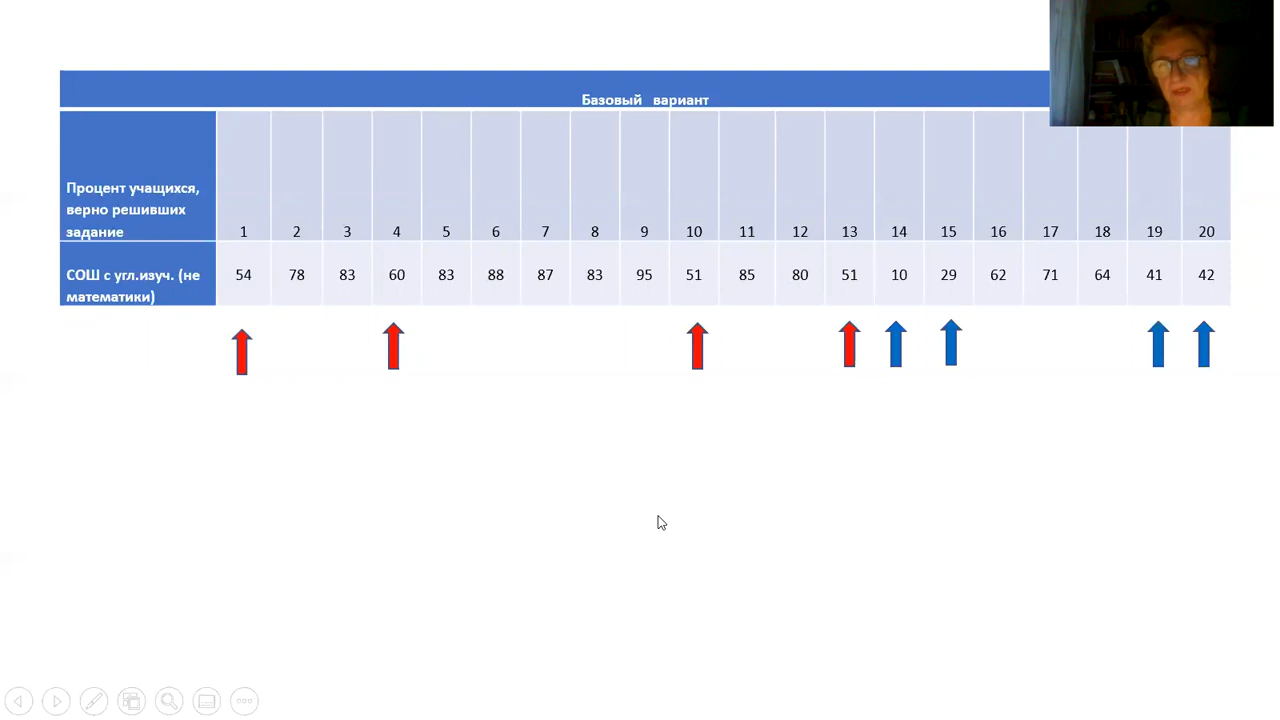 Базовый вариант
Процент учащихся,
верно решивших
задание 1 2 3 4 5 6 7 8 9 10 11 12 13 14 15 16 17 18 19 20
СОШ с угл.изуч. (не 54 78 83 60 83 88 87 83 95 51 85 80 51 10 29 62 71 64 41 42
математики)